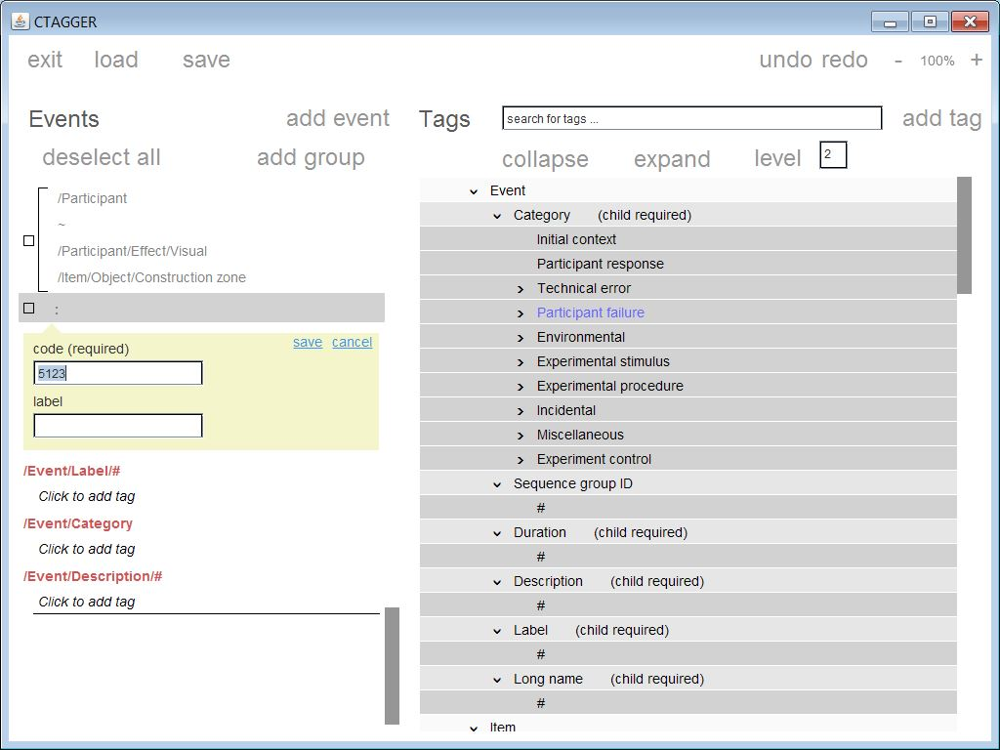 CTAGGER
exit load save undo redo - 100% +
Events add event
deselect all add group
/Participant
~
/Participant/Effect/Visual
/Item/Object/Construction zone
:
code (required) save cancel
5123
label
/Event/Label/#
Click to add tag
/Event/Category
Click to add tag
/Event/Description/#
Click to add tag
Tags search for tags ... add tag
collapse expand level 2
Event
Category (child required)
Initial context
Participant response
Technical error
Participant failure
Environmental
Experimental stimulus
Experimental procedure
Incidental
Miscellaneous
Experiment control
Sequence group ID
#
Duration (child required)
#
Description (child required)
#
Label (child required)
#
Long name (child required)
#
Item